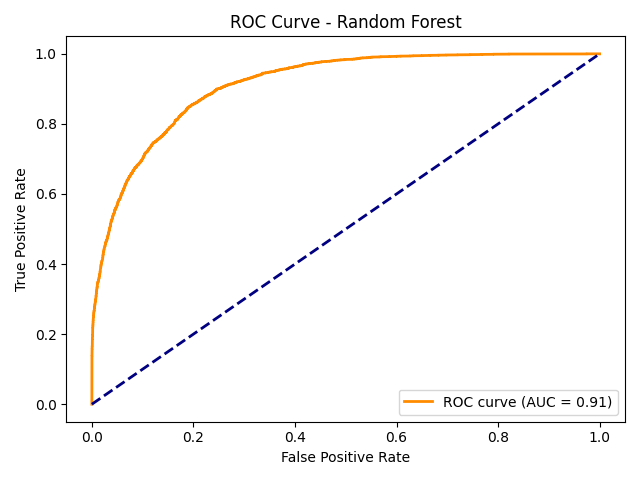 ROC Curve - Random Forest
1.0
0.8
0.6
0.4
0.2
0.0
True Positive Rate
ROC curve (AUC = 0.91)
0.0 0.2 0.4 0.6 0.8 1.0
False Positive Rate